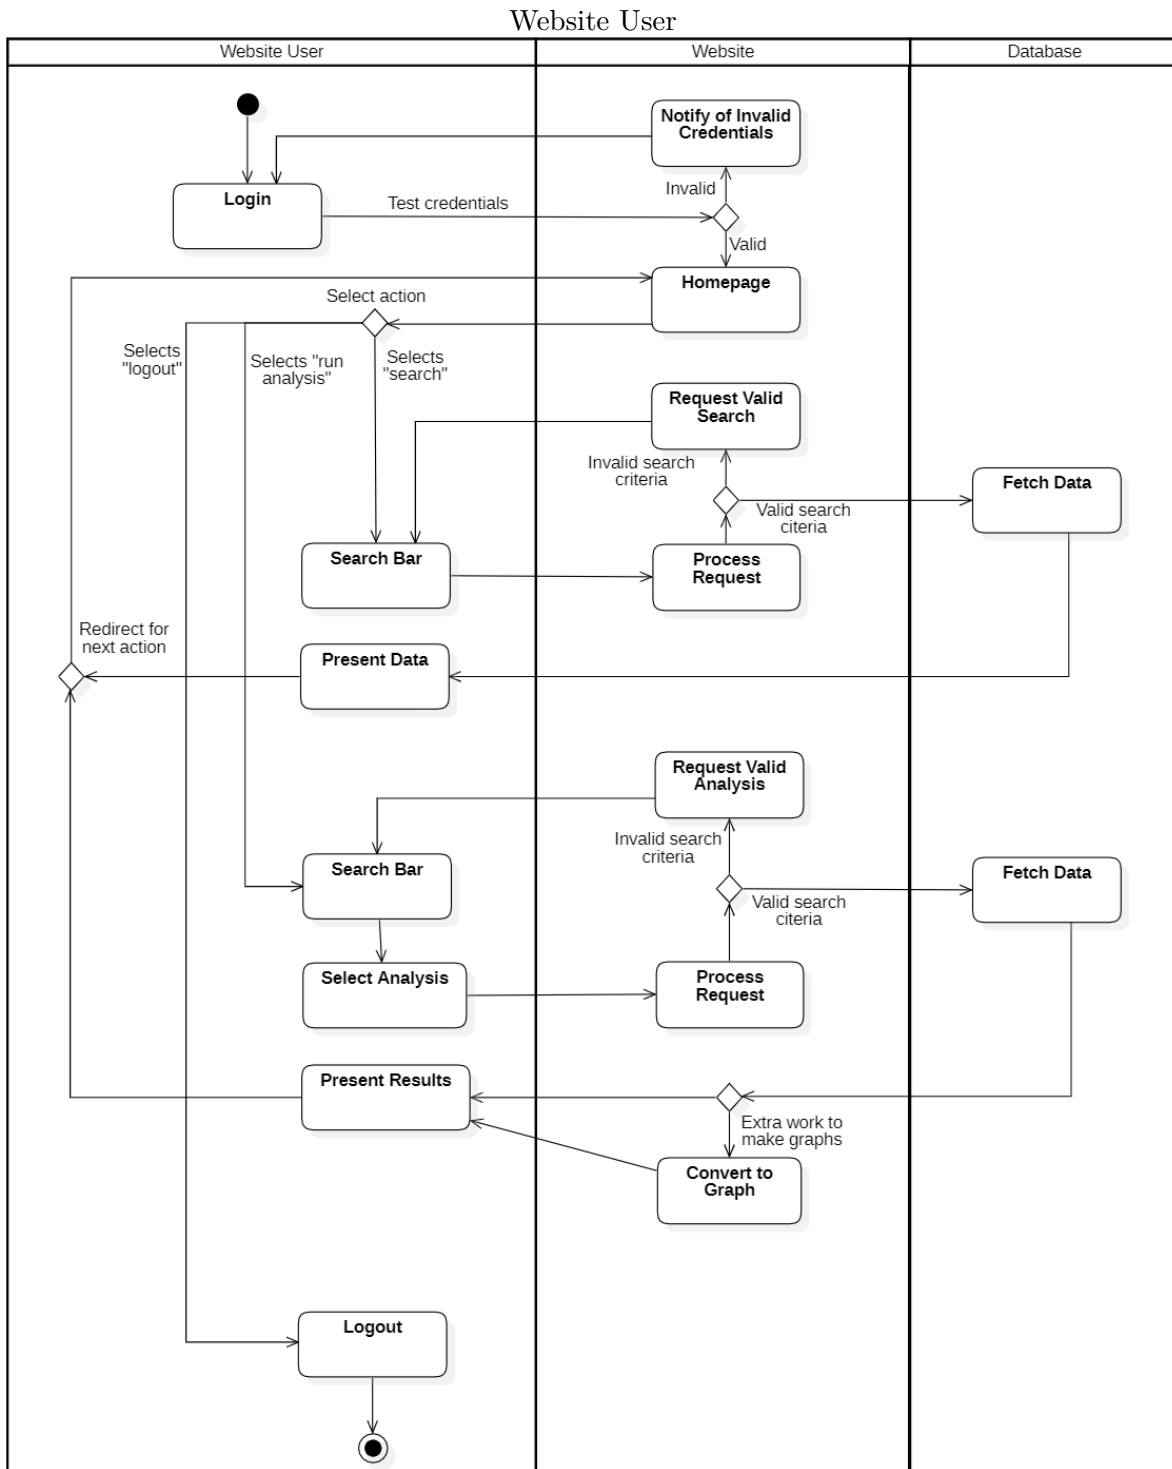 Website User
Website User
Website
Database
Notify of Invalid
Credentials
Login
Test credentials
Invalid
Valid
Homepage
Select action
Selects
"logout"
Selects "run
analysis"
Selects
"search"
Request Valid
Search
Invalid search
criteria
Valid search
citeria
Fetch Data
Search Bar
Process
Request
Redirect for
next action
Present Data
Request Valid
Analysis
Invalid search
criteria
Search Bar
Valid search
citeria
Fetch Data
Select Analysis
Process
Request
Present Results
Extra work to
make graphs
Convert to
Graph
Logout